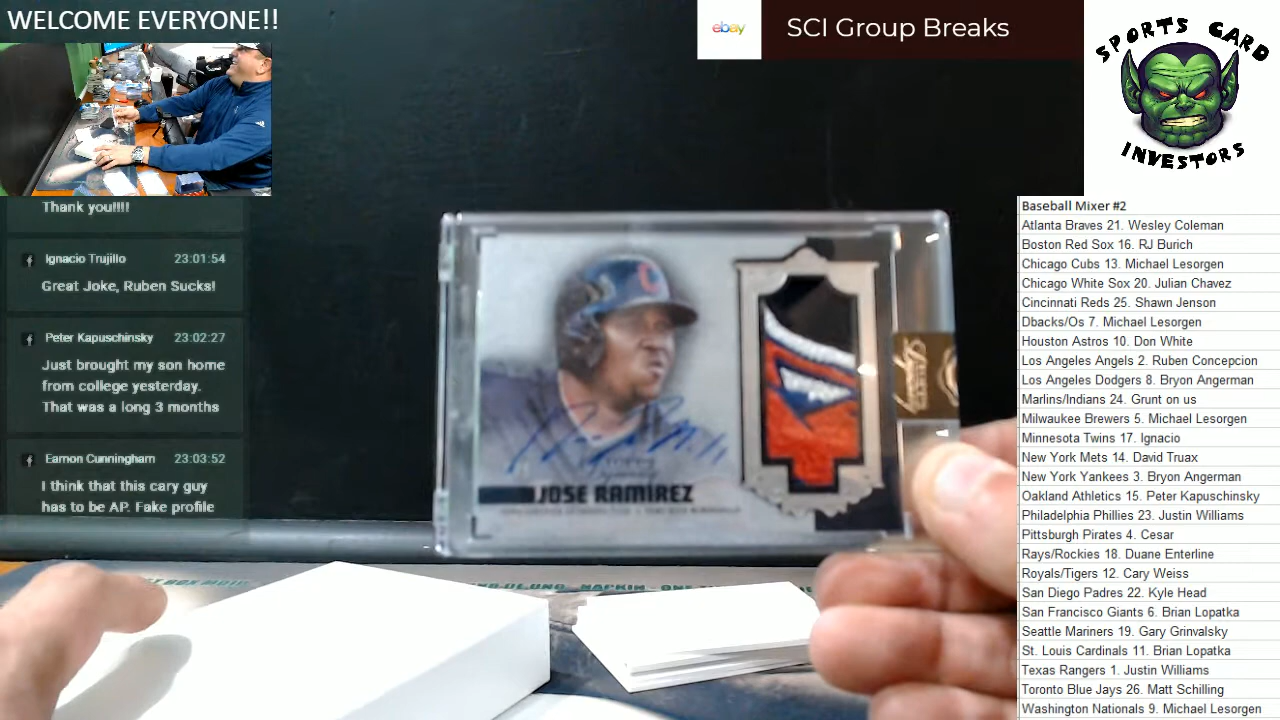 WELCOME EVERYONE!!
ebay
SCI Group Breaks
SPORTS CARD
INVESTORS
Thank you!!!!
Ignacio Trujillo 23:01:54
Great Joke, Ruben Sucks!
Peter Kapuschinsky 23:02:27
Just brought my son home
from college yesterday.
That was a long 3 months
Eamon Cunningham 23:03:52
I think that this cary guy
has to be AP. Fake profile
C
JOSE RAMIREZ
Baseball Mixer #2
Atlanta Braves 21. Wesley Coleman
Boston Red Sox 16. RJ Burich
Chicago Cubs 13. Michael Lesorgen
Chicago White Sox 20. Julian Chavez
Cincinnati Reds 25. Shawn Jenson
Dbacks/Os 7. Michael Lesorgen
Houston Astros 10. Don White
Los Angeles Angels 2. Ruben Concepcion
Los Angeles Dodgers 8. Bryon Angerman
Marlins/Indians 24. Grunt on us
Milwaukee Brewers 5. Michael Lesorgen
Minnesota Twins 17. Ignacio
New York Mets 14. David Truax
New York Yankees 3. Bryon Angerman
Oakland Athletics 15. Peter Kapuschinsky
Philadelphia Phillies 23. Justin Williams
Pittsburgh Pirates 4. Cesar
Rays/Rockies 18. Duane Enterline
Royals/Tigers 12. Cary Weiss
San Diego Padres 22. Kyle Head
San Francisco Giants 6. Brian Lopatka
Seattle Mariners 19. Gary Grinvalsky
St. Louis Cardinals 11. Brian Lopatka
Texas Rangers 1. Justin Williams
Toronto Blue Jays 26. Matt Schilling
Washington Nationals 9. Michael Lesorgen